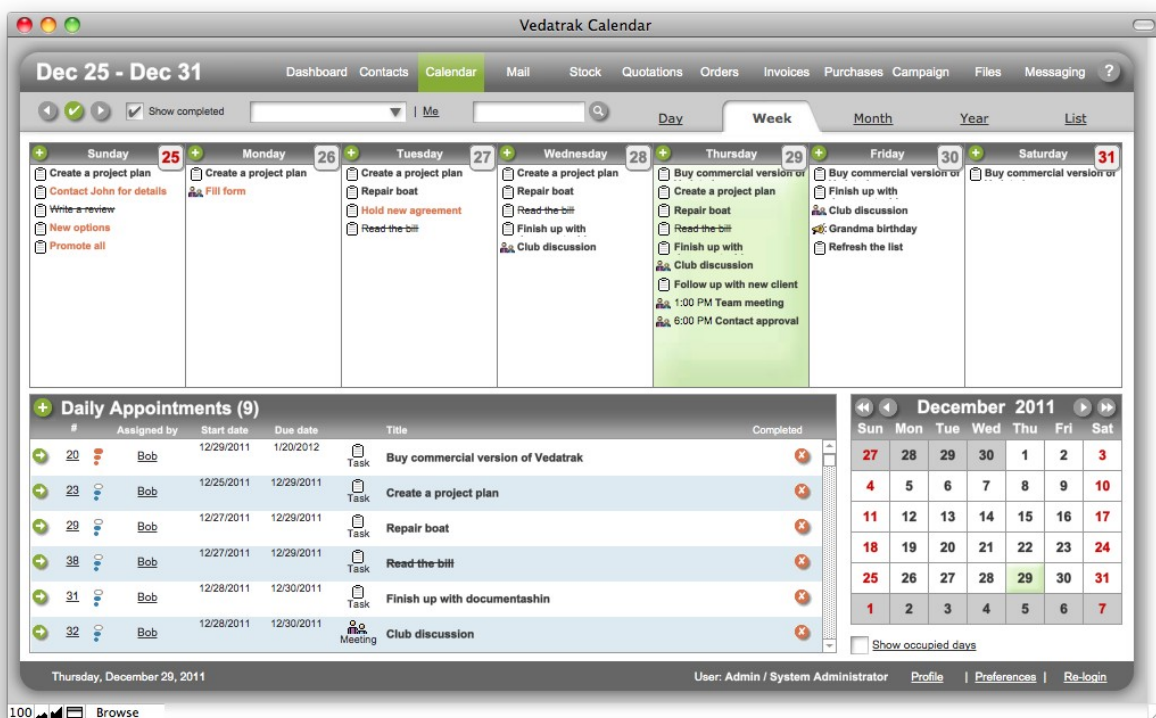 Vedatrak Calendar
Dec 25 - Dec 31 Dashboard Contacts Calendar Mail Stock Quotations Orders Invoices Purchases Campaign Files Messaging ?
Show completed | Me Day Week Month Year List
Sunday 25 Monday 26 Tuesday 27 Wednesday 28 Thursday 29 Friday 30 Saturday 31
Create a project plan
Contact John for details
Write a review
New options
Promote all
Create a project plan
Fill form
Create a project plan
Repair boat
Hold new agreement
Read the bill
Create a project plan
Repair boat
Read the bill
Finish up with
Club discussion
Buy commercial version of
Create a project plan
Repair boat
Read the bill
Finish up with
Club discussion
Follow up with new client
1:00 PM Team meeting
6:00 PM Contact approval
Buy commercial version of
Finish up with
Club discussion
Grandma birthday
Refresh the list
Buy commercial version of
Daily Appointments (9)
# Assigned by Start date Due date Title Completed
20 Bob 12/29/2011 1/20/2012 Task Buy commercial version of Vedatrak
23 Bob 12/25/2011 12/29/2011 Task Create a project plan
29 Bob 12/27/2011 12/29/2011 Task Repair boat
38 Bob 12/27/2011 12/29/2011 Task Read the bill
31 Bob 12/28/2011 12/30/2011 Task Finish up with documentashin
32 Bob 12/28/2011 12/30/2011 Meeting Club discussion
December 2011
Sun Mon Tue Wed Thu Fri Sat
27 28 29 30 1 2 3
4 5 6 7 8 9 10
11 12 13 14 15 16 17
18 19 20 21 22 23 24
25 26 27 28 29 30 31
1 2 3 4 5 6 7
Show occupied days
Thursday, December 29, 2011 User: Admin / System Administrator Profile | Preferences | Re-login
100 Browse